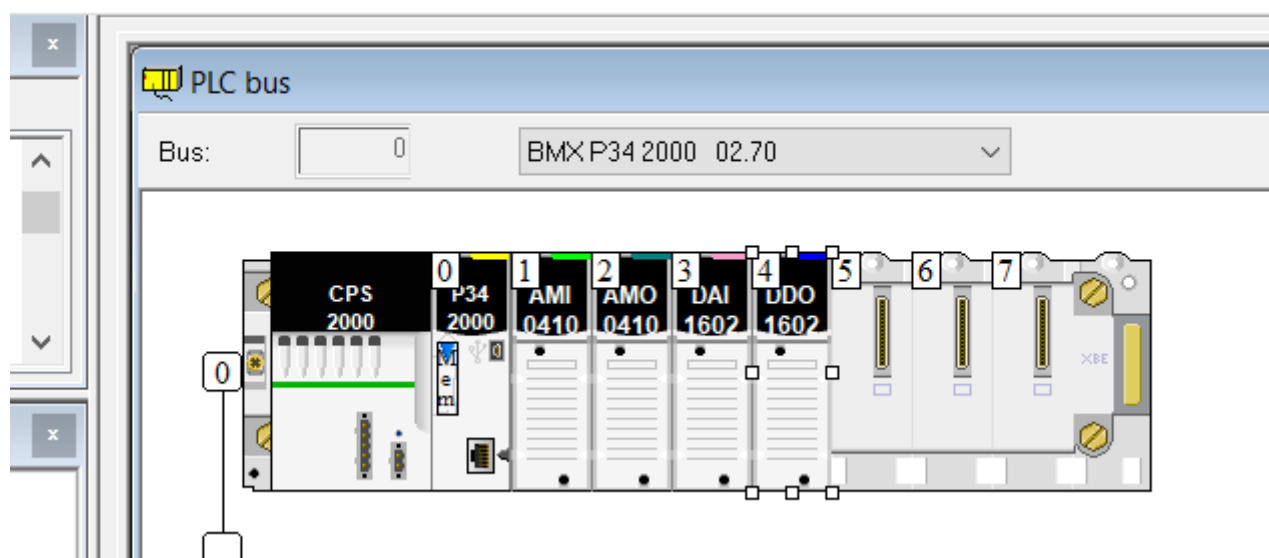 x
PLC bus
Bus:
0
BMX P34 2000 02.70
0 1 2 3 4 5 6 7
CPS P34 AMI AMO DAI DDO
2000 2000 0410 0410 1602 1602
Mem
XBE
0
x